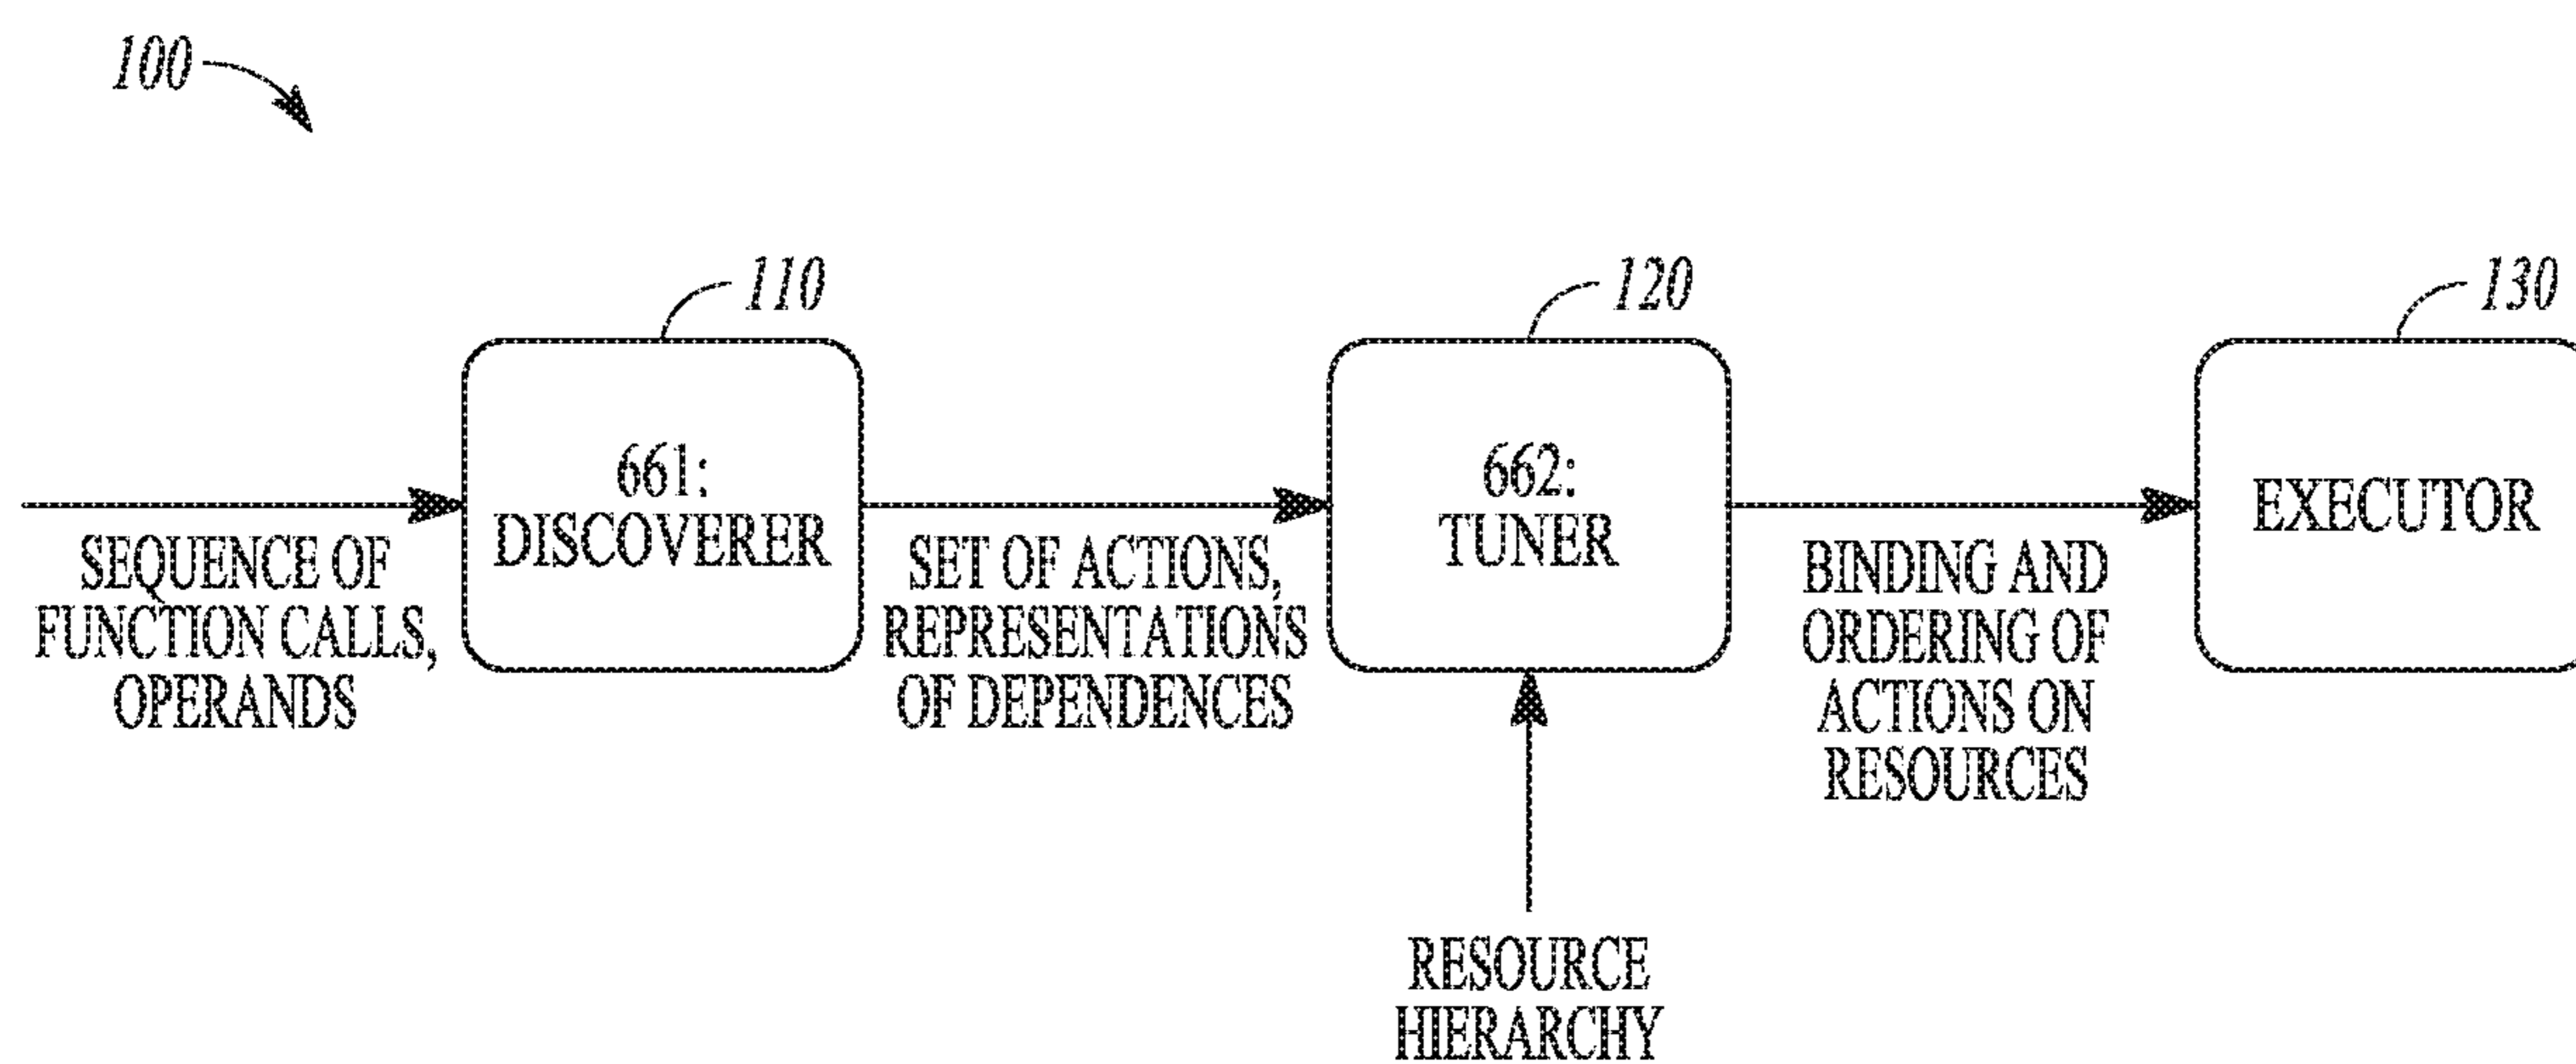 100
110
120
130
661:
DISCOVERER
662:
TUNER
EXECUTOR
SEQUENCE OF
FUNCTION CALLS,
OPERANDS
SET OF ACTIONS,
REPRESENTATIONS
OF DEPENDENCES
BINDING AND
ORDERING OF
ACTIONS ON
RESOURCES
RESOURCE
HIERARCHY